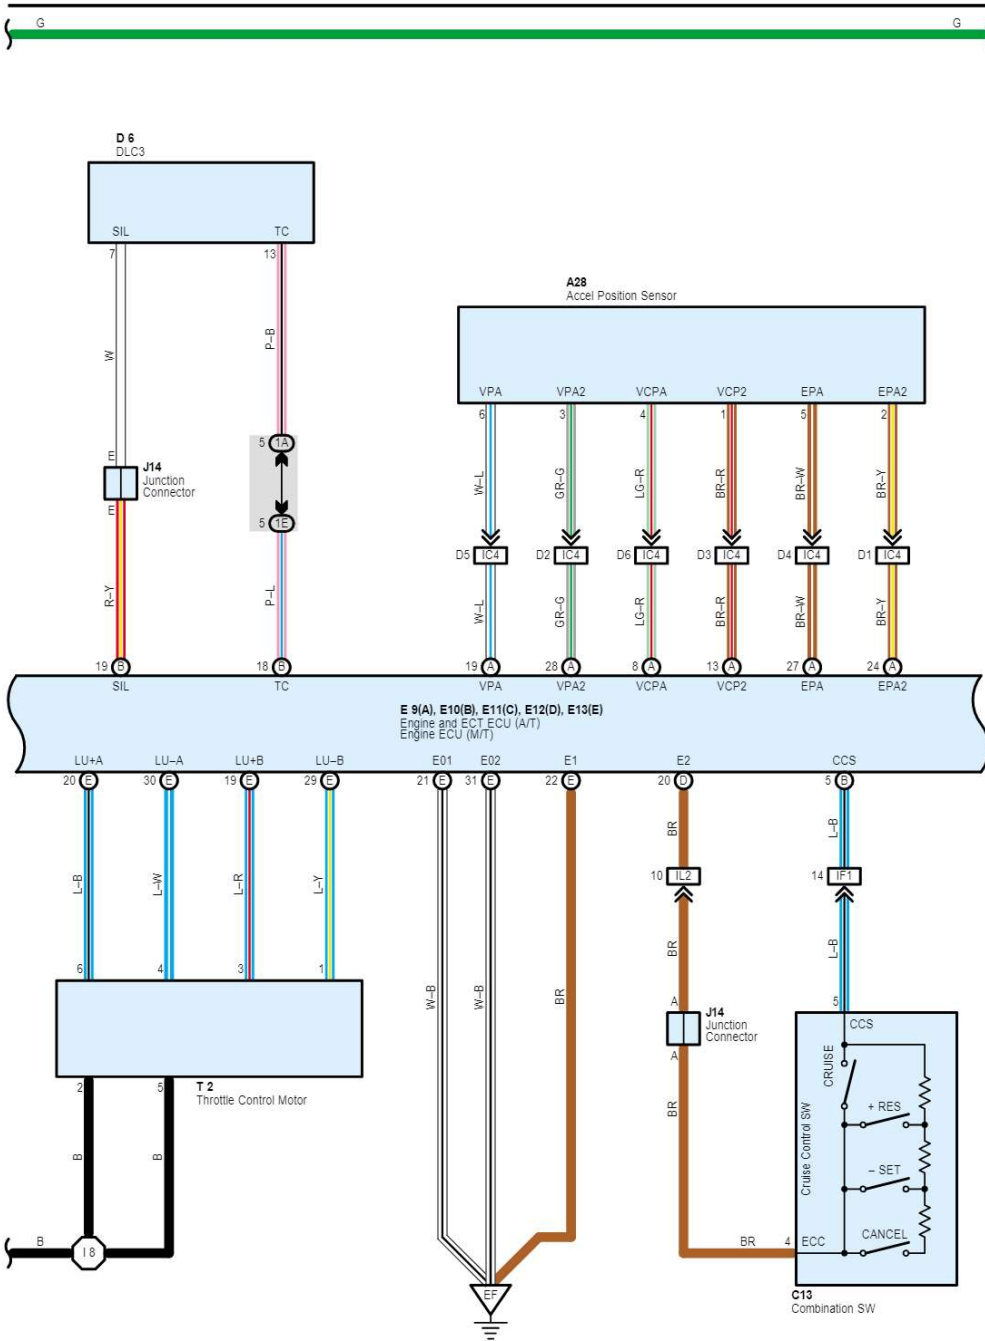 G G
D 6
DLC3
SIL TC
7 13
W
P–B
E
J14
Junction
Connector
E
R–Y
5 1A
5 1E
P–L
A28
Accel Position Sensor
VPA VPA2 VCPA VCP2 EPA EPA2
6 3 4 1 5 2
W–L GR–G LG–R BR–R BR–W BR–Y
D5 IC4 D2 IC4 D6 IC4 D3 IC4 D4 IC4 D1 IC4
W–L GR–G LG–R BR–R BR–W BR–Y
19 B 18 B 19 A 28 A 8 A 13 A 27 A 24 A
SIL TC VPA VPA2 VCPA VCP2 EPA EPA2
E 9(A), E10(B), E11(C), E12(D), E13(E)
Engine and ECT ECU (A/T)
Engine ECU (M/T)
LU+A LU–A LU+B LU–B E01 E02 E1 E2 CCS
20 E 30 E 19 E 29 E 21 E 31 E 22 E 20 D 5 B
L–B L–W L–R L–Y
W–B W–B BR
BR L–B
10 IL2 14 IF1
BR L–B
6 4 3 1
T 2
Throttle Control Motor
2 5
B B
B I 8
EF
A
J14
Junction
Connector
A
BR
BR 4
5
CCS
CRUISE
+ RES
– SET
CANCEL
Cruise Control SW
ECC
C13
Combination SW